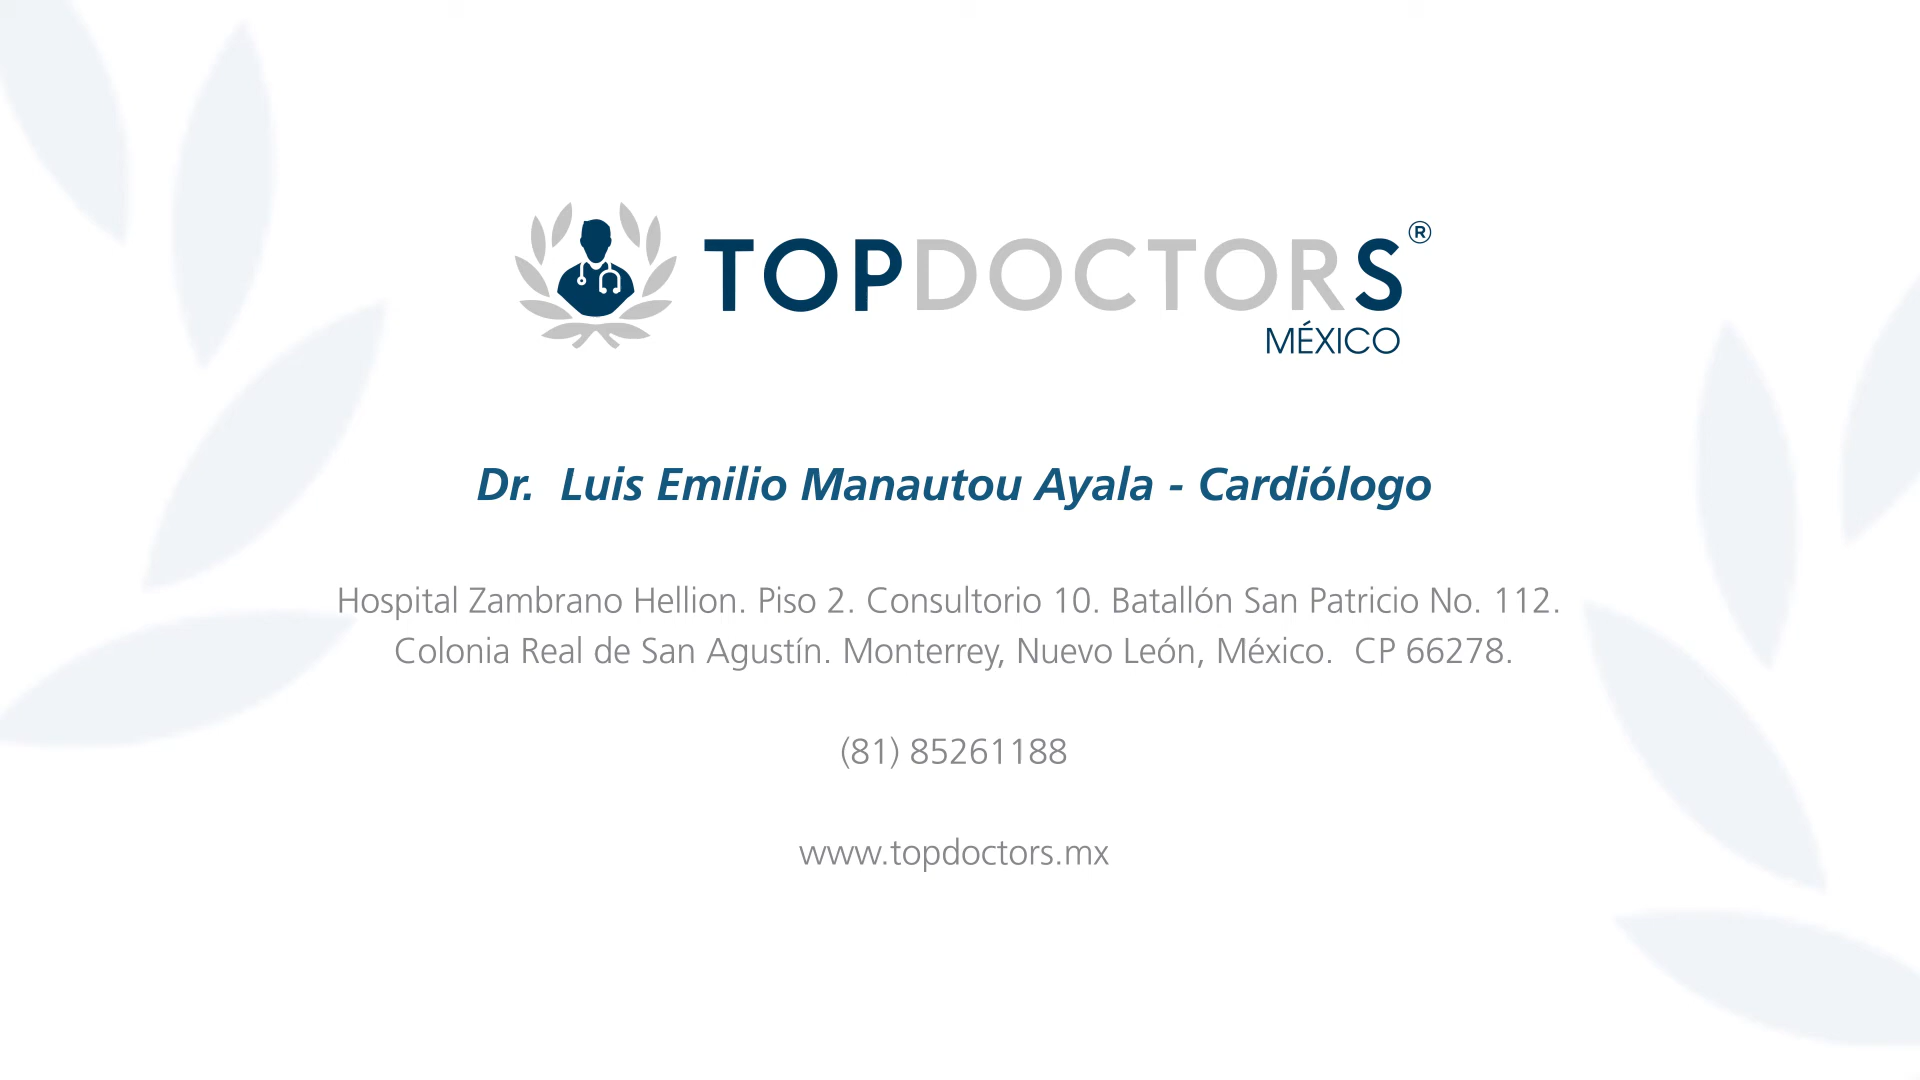 TOPDOCTORS®
MÉXICO
Dr. Luis Emilio Manautou Ayala - Cardiólogo
Hospital Zambrano Hellion. Piso 2. Consultorio 10. Batallón San Patricio No. 112.
Colonia Real de San Agustín. Monterrey, Nuevo León, México. CP 66278.
(81) 85261188
www.topdoctors.mx